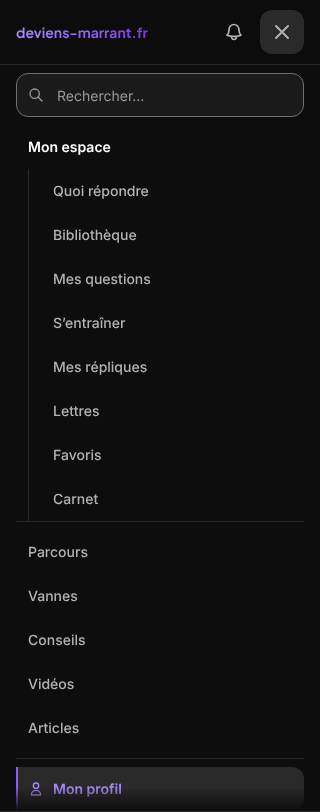 deviens-marrant.fr
Rechercher...
Mon espace
Quoi répondre
Bibliothèque
Mes questions
S’entraîner
Mes répliques
Lettres
Favoris
Carnet
Parcours
Vannes
Conseils
Vidéos
Articles
Mon profil